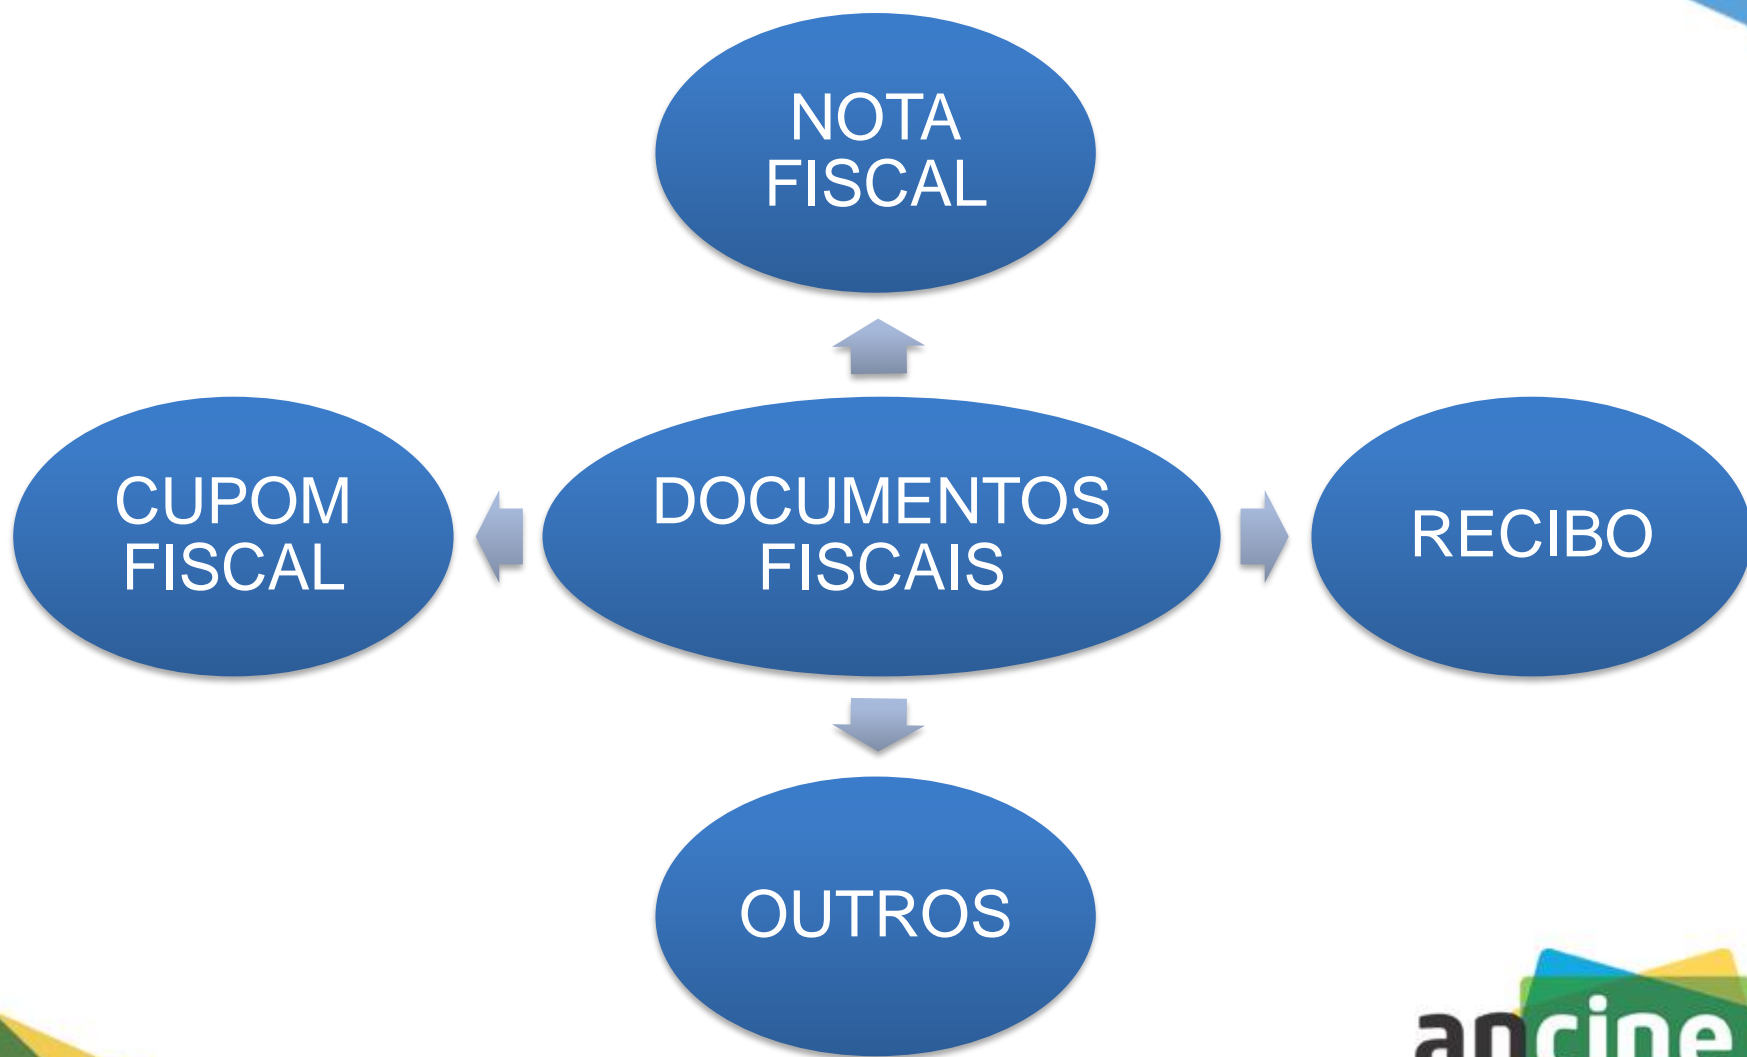 NOTA
FISCAL
CUPOM
FISCAL
DOCUMENTOS
FISCAIS
RECIBO
OUTROS
ancine